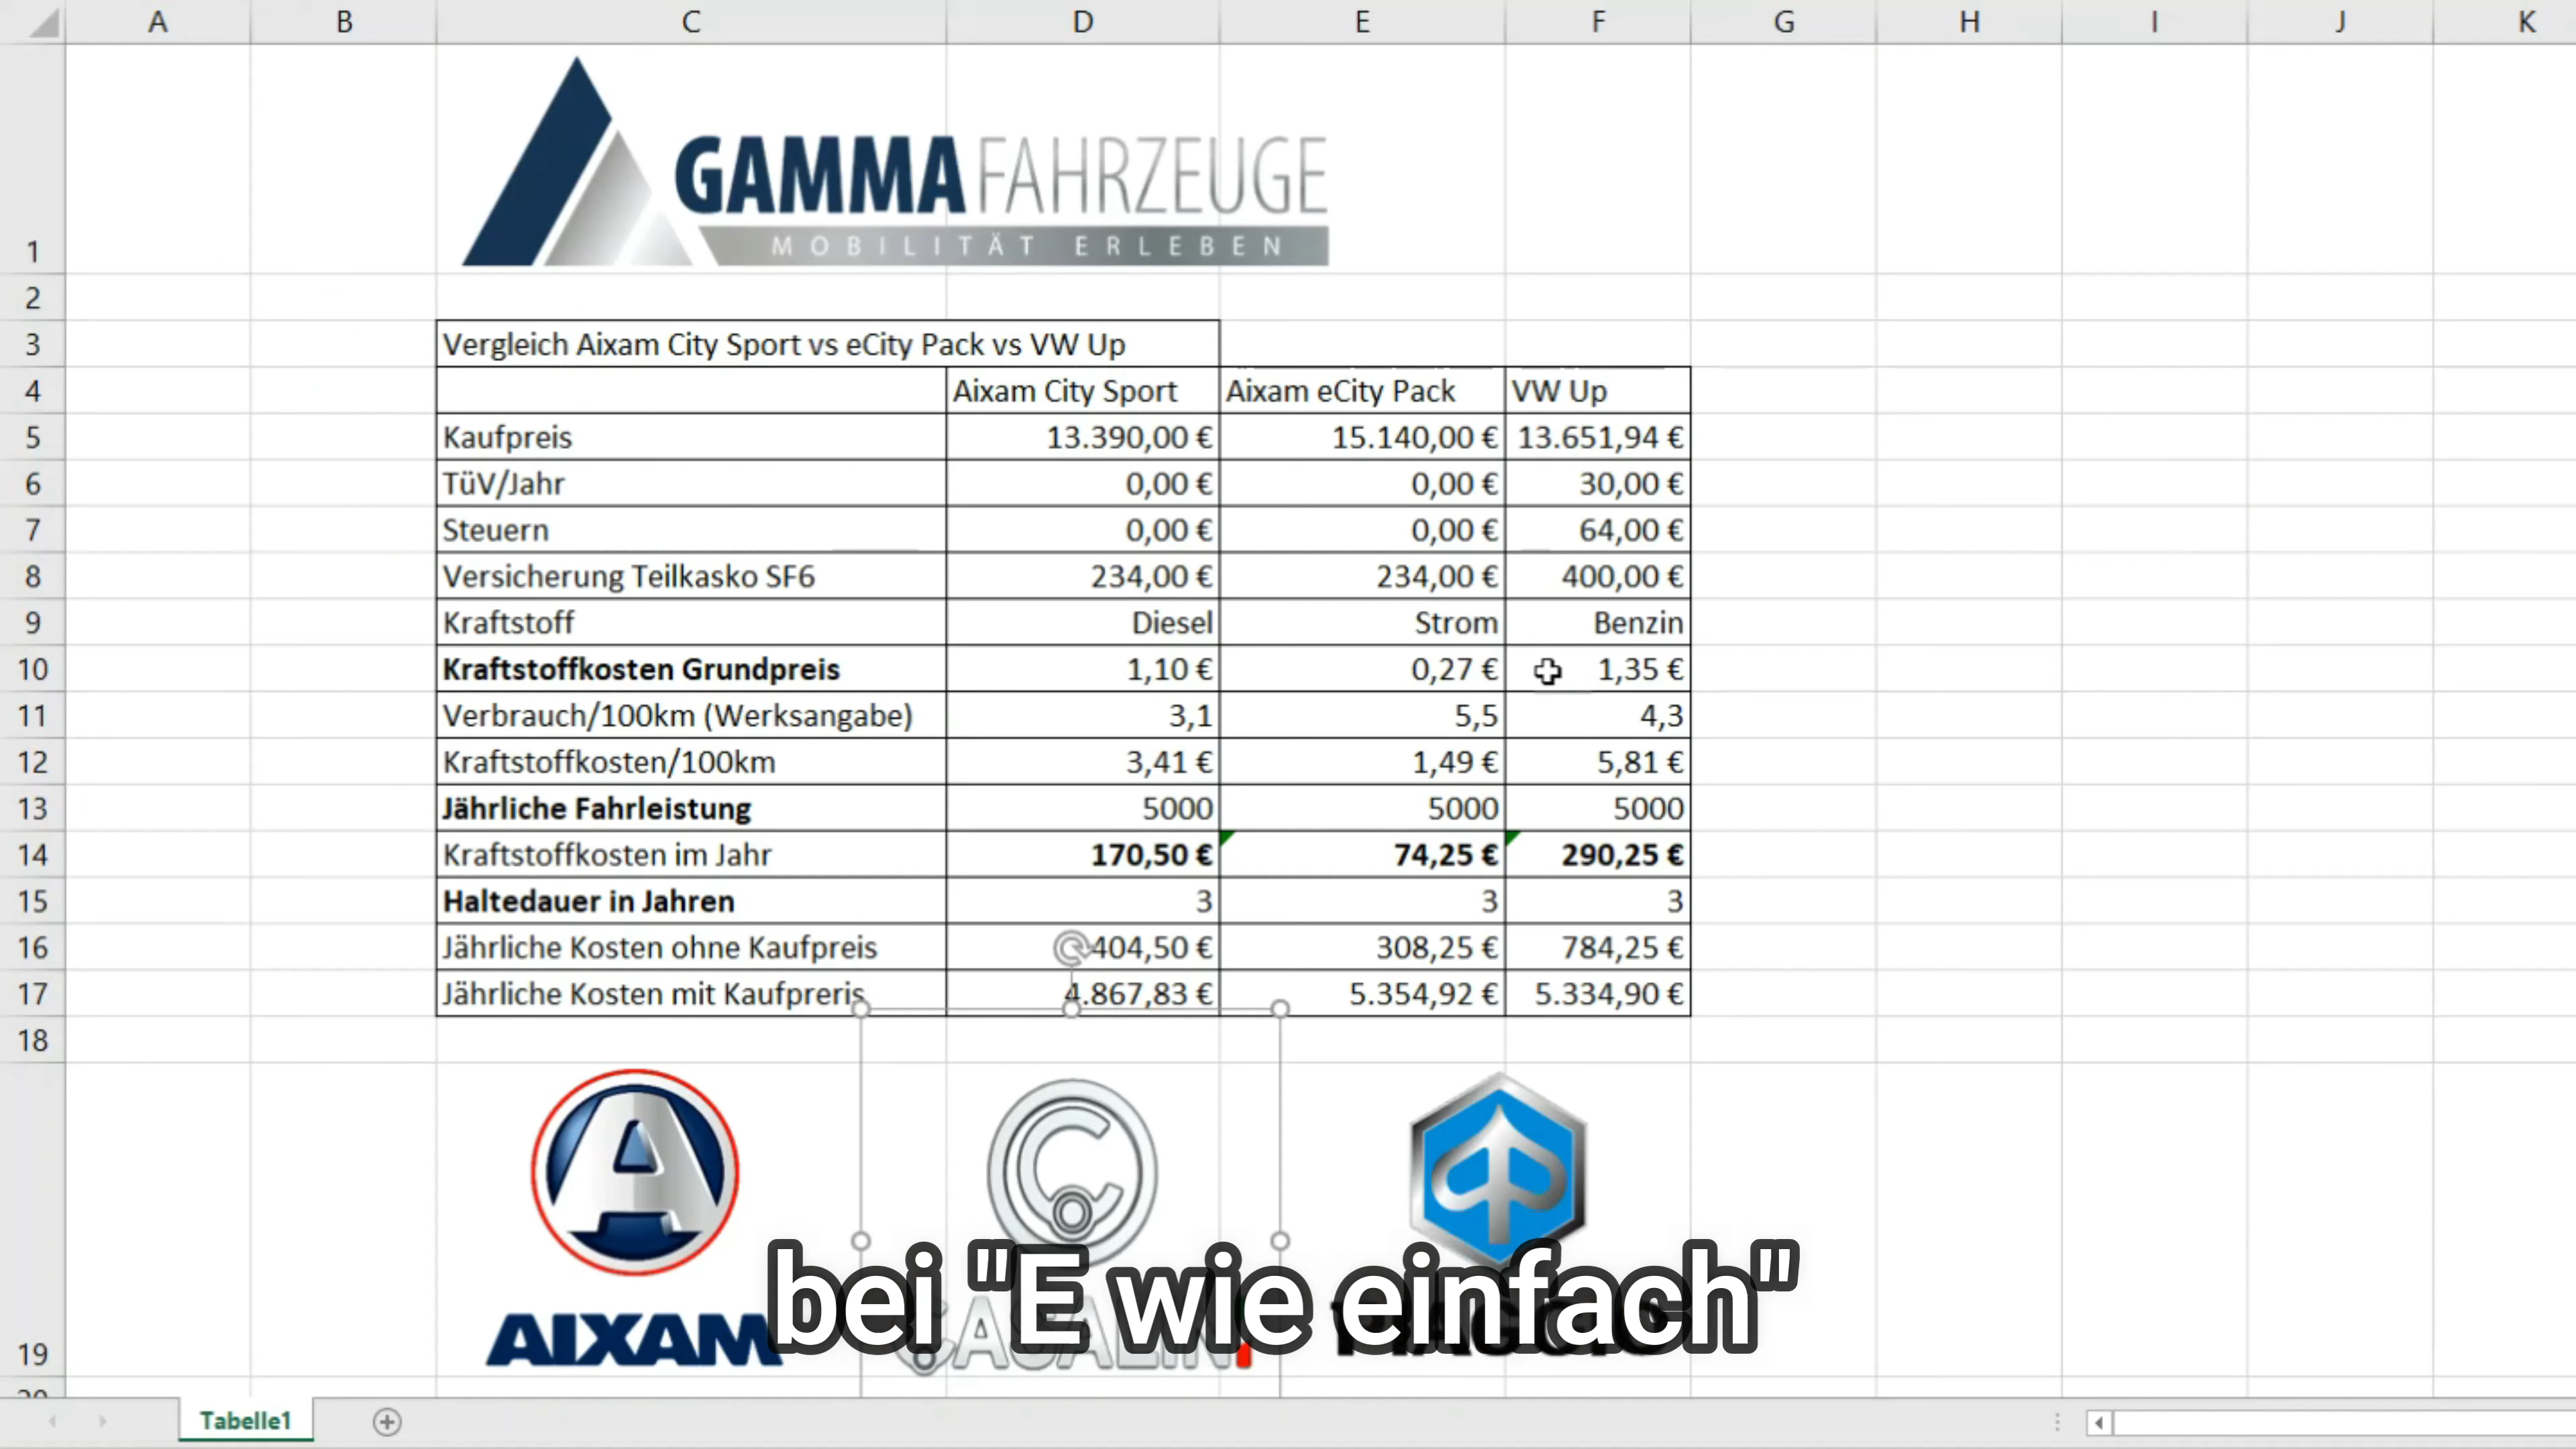 A B C D E F G H I J K
GAMMA FAHRZEUGE
MOBILITÄT ERLEBEN
1
2
3 Vergleich Aixam City Sport vs eCity Pack vs VW Up
4 Aixam City Sport Aixam eCity Pack VW Up
5 Kaufpreis 13.390,00 € 15.140,00 € 13.651,94 €
6 TüV/Jahr 0,00 € 0,00 € 30,00 €
7 Steuern 0,00 € 0,00 € 64,00 €
8 Versicherung Teilkasko SF6 234,00 € 234,00 € 400,00 €
9 Kraftstoff Diesel Strom Benzin
10 Kraftstoffkosten Grundpreis 1,10 € 0,27 € 1,35 €
11 Verbrauch/100km (Werksangabe) 3,1 5,5 4,3
12 Kraftstoffkosten/100km 3,41 € 1,49 € 5,81 €
13 Jährliche Fahrleistung 5000 5000 5000
14 Kraftstoffkosten im Jahr 170,50 € 74,25 € 290,25 €
15 Haltedauer in Jahren 3 3 3
16 Jährliche Kosten ohne Kaufpreis 404,50 € 308,25 € 784,25 €
17 Jährliche Kosten mit Kaufpreris 4.867,83 € 5.354,92 € 5.334,90 €
18
bei "E wie einfach"
19 AIXAM
Tabelle1